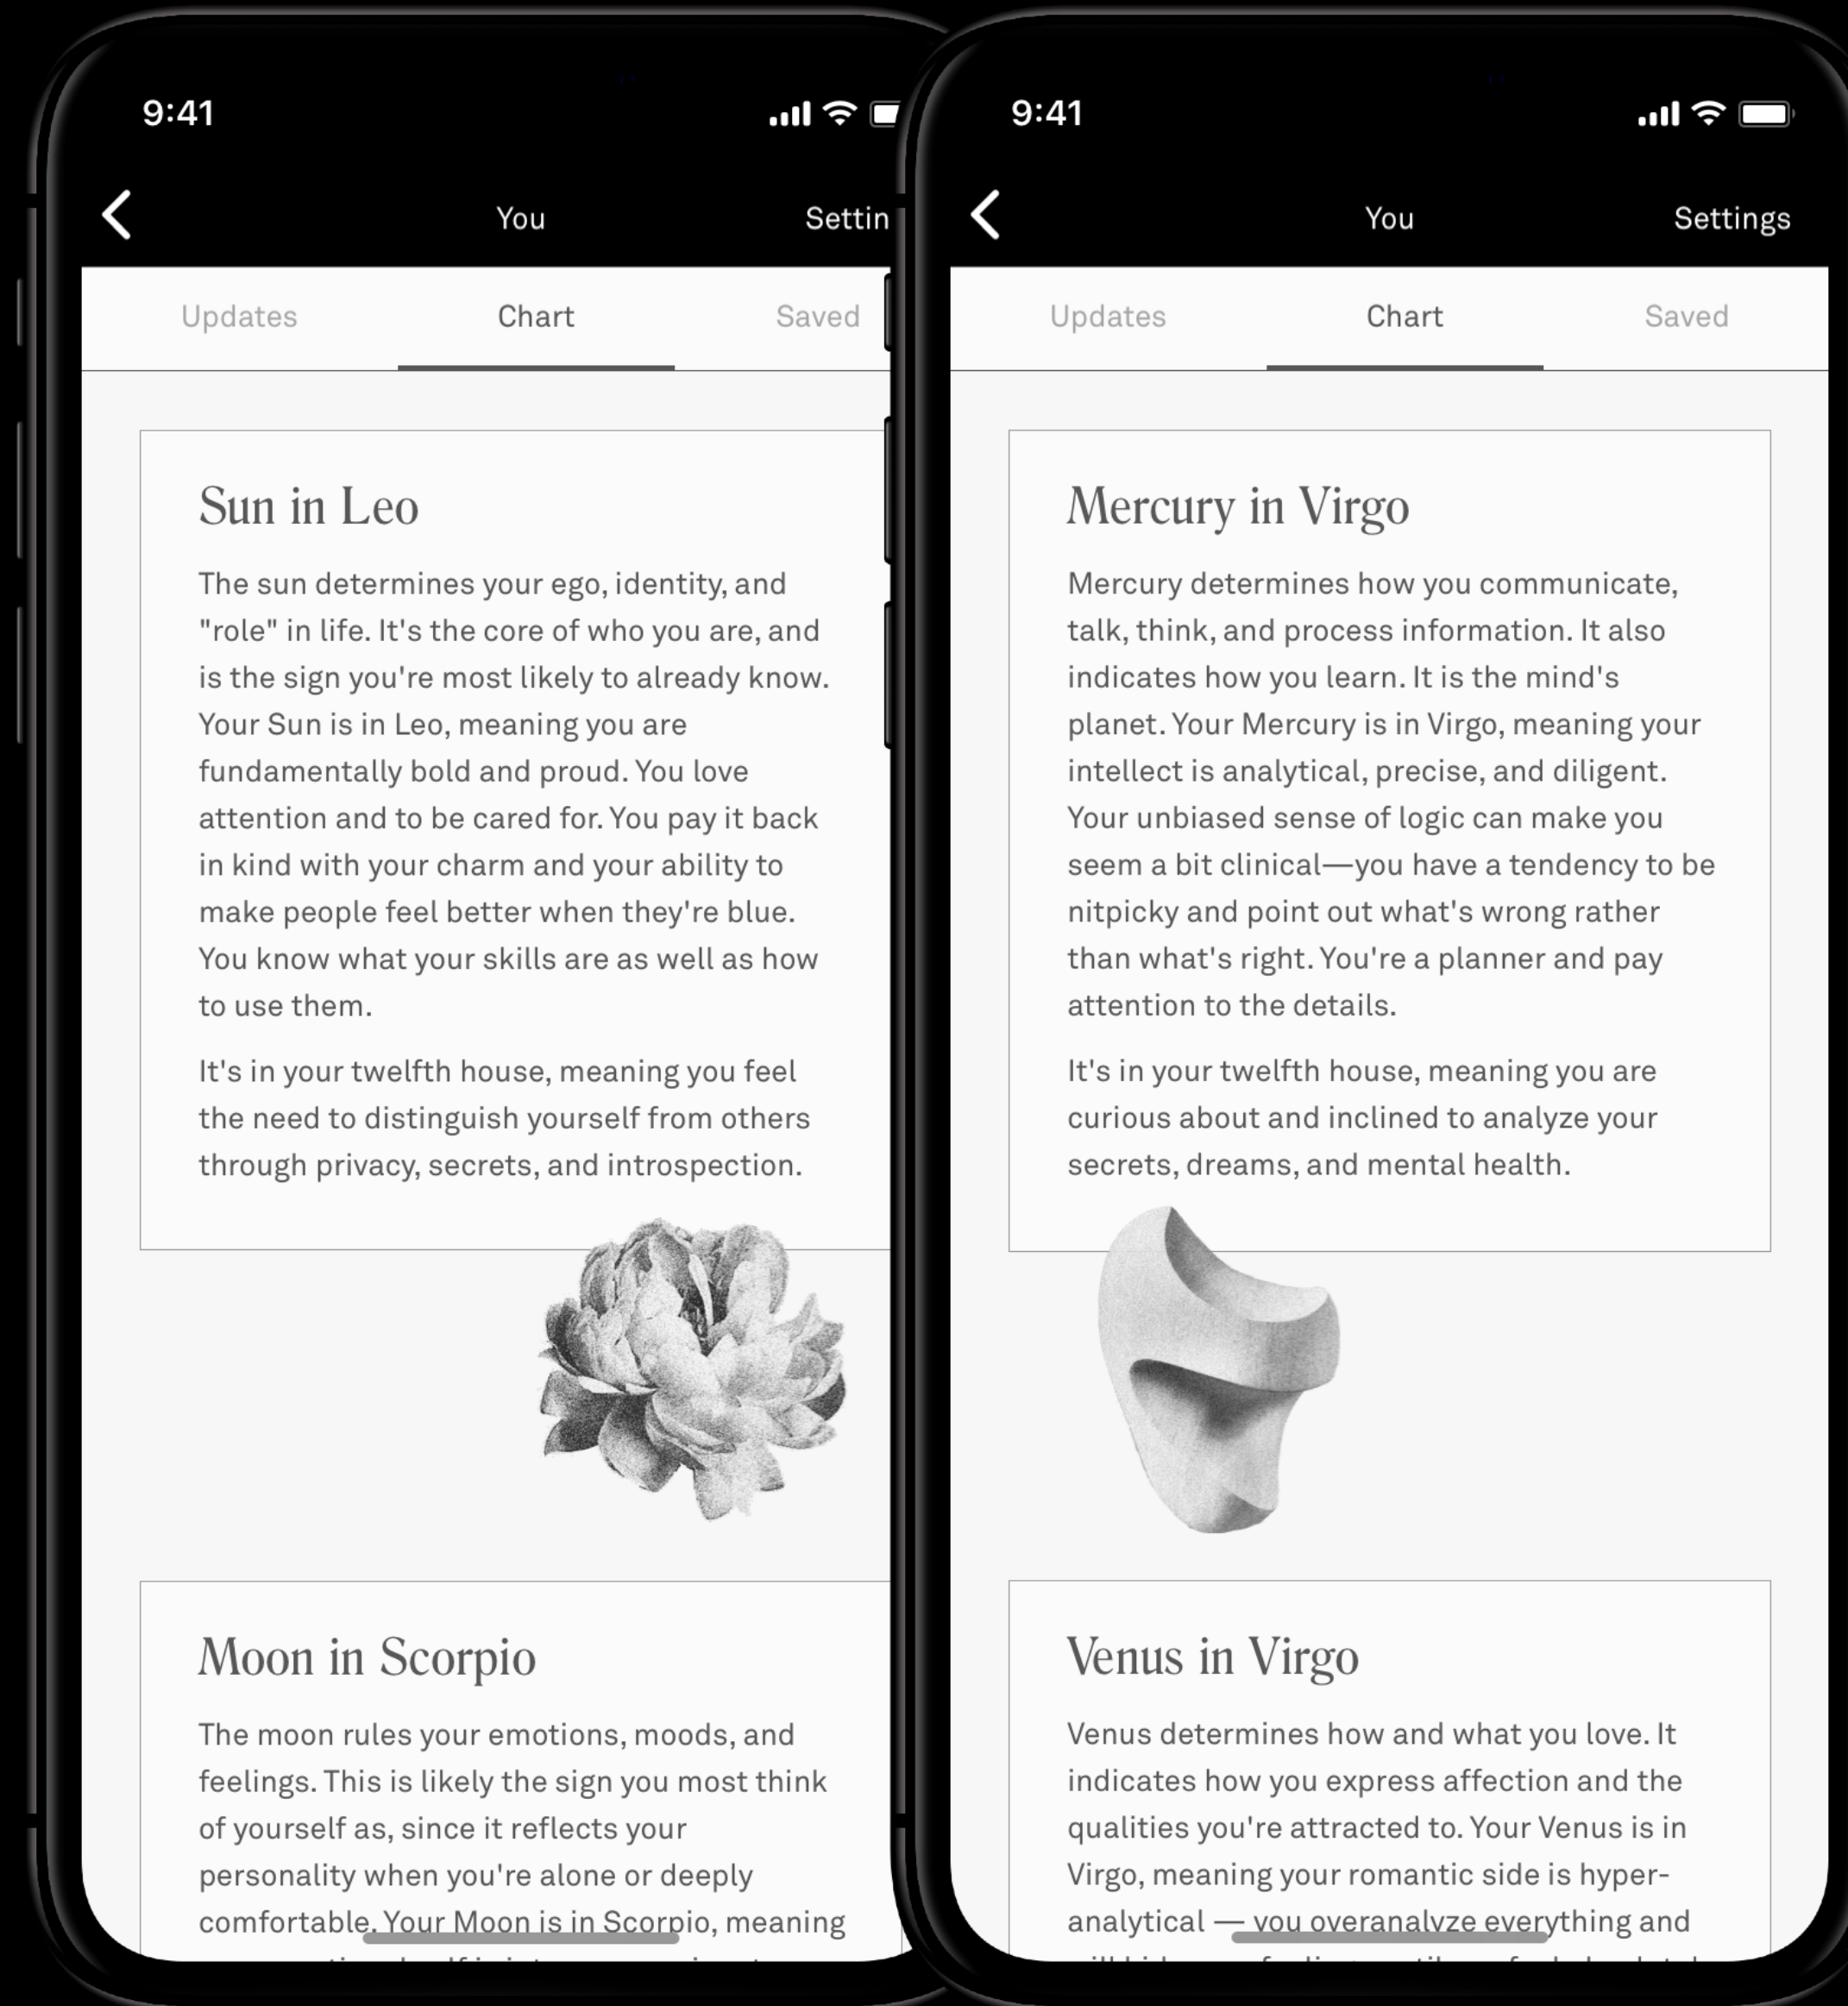 9:41
You
Settin
Updates
Chart
Saved
Sun in Leo
The sun determines your ego, identity, and
"role" in life. It's the core of who you are, and
is the sign you're most likely to already know.
Your Sun is in Leo, meaning you are
fundamentally bold and proud. You love
attention and to be cared for. You pay it back
in kind with your charm and your ability to
make people feel better when they're blue.
You know what your skills are as well as how
to use them.
It's in your twelfth house, meaning you feel
the need to distinguish yourself from others
through privacy, secrets, and introspection.
Moon in Scorpio
The moon rules your emotions, moods, and
feelings. This is likely the sign you most think
of yourself as, since it reflects your
personality when you're alone or deeply
comfortable. Your Moon is in Scorpio, meaning
9:41
You
Settings
Updates
Chart
Saved
Mercury in Virgo
Mercury determines how you communicate,
talk, think, and process information. It also
indicates how you learn. It is the mind's
planet. Your Mercury is in Virgo, meaning your
intellect is analytical, precise, and diligent.
Your unbiased sense of logic can make you
seem a bit clinical—you have a tendency to be
nitpicky and point out what's wrong rather
than what's right. You're a planner and pay
attention to the details.
It's in your twelfth house, meaning you are
curious about and inclined to analyze your
secrets, dreams, and mental health.
Venus in Virgo
Venus determines how and what you love. It
indicates how you express affection and the
qualities you're attracted to. Your Venus is in
Virgo, meaning your romantic side is hyper-
analytical — you overanalyze everything and